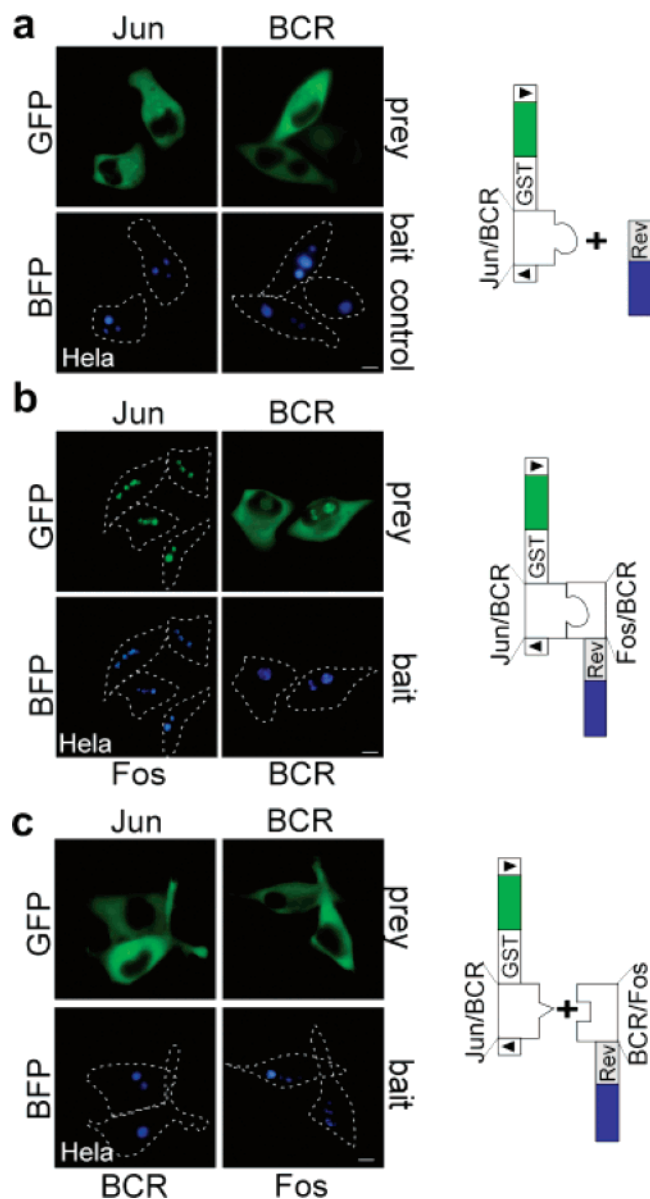 a
Jun BCR
GFP
prey
BFP
bait control
Hela
Jun/BCR
GST
+
Rev
b
Jun BCR
GFP
prey
BFP
bait
Hela
Fos BCR
Jun/BCR
GST
Rev
Fos/BCR
c
Jun BCR
GFP
prey
BFP
bait
Hela
BCR Fos
Jun/BCR
GST
+
Rev
BCR/Fos